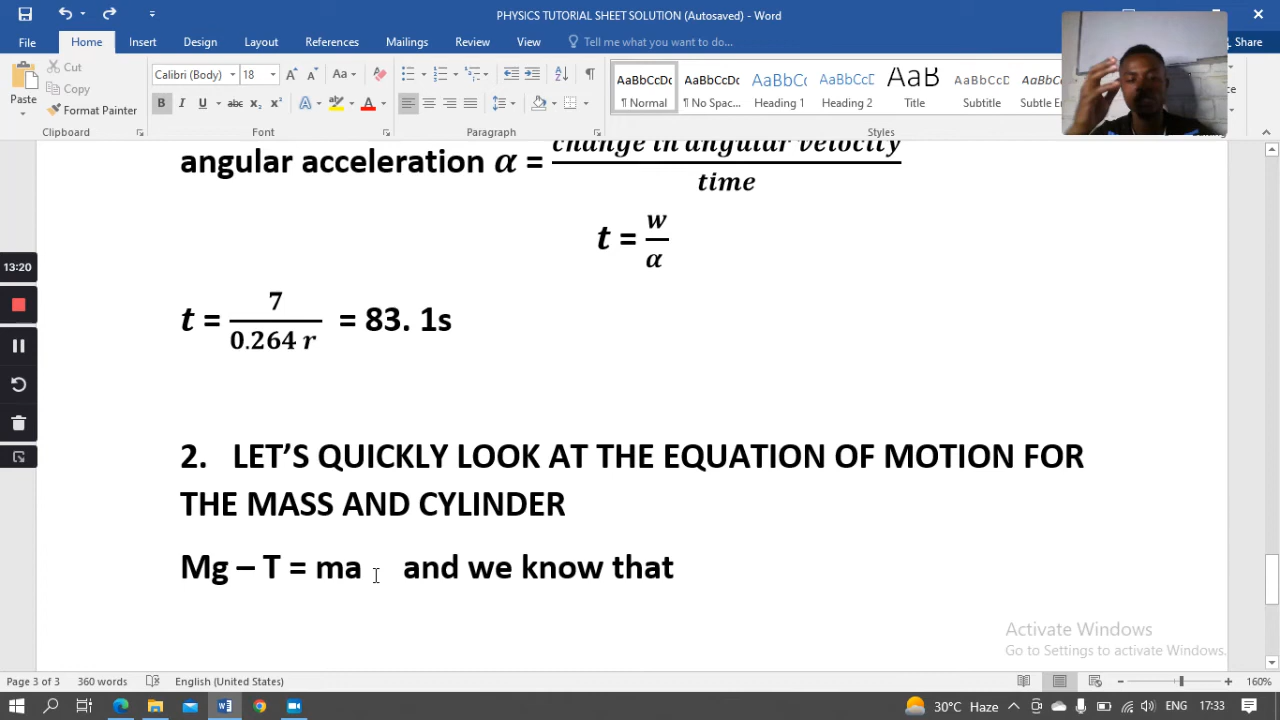 PHYSICS TUTORIAL SHEET SOLUTION (Autosaved) - Word
File Home Insert Design Layout References Mailings Review View Help Tell me what you want to do... Share
Cut
Copy
Format Painter
Paste
Calibri (Body) 18
AaBbCcDc AaBbCcDc AaBbC AaBbCcD AaB AaBbCcD
¶ Normal ¶ No Spac... Heading Heading 2 Title Subtitle Subtle Em
Clipboard Font Paragraph Styles
angular acceleration α = change in angular velocity
time
t = w
α
13:20
t = 7 = 83. 1s
0.264 r
2. LET’S QUICKLY LOOK AT THE EQUATION OF MOTION FOR
THE MASS AND CYLINDER
Mg – T = ma and we know that
Activate Windows
Go to Settings to activate Windows.
Page 3 of 3 360 words English (United States) 160%
30°C Haze ENG 17:33